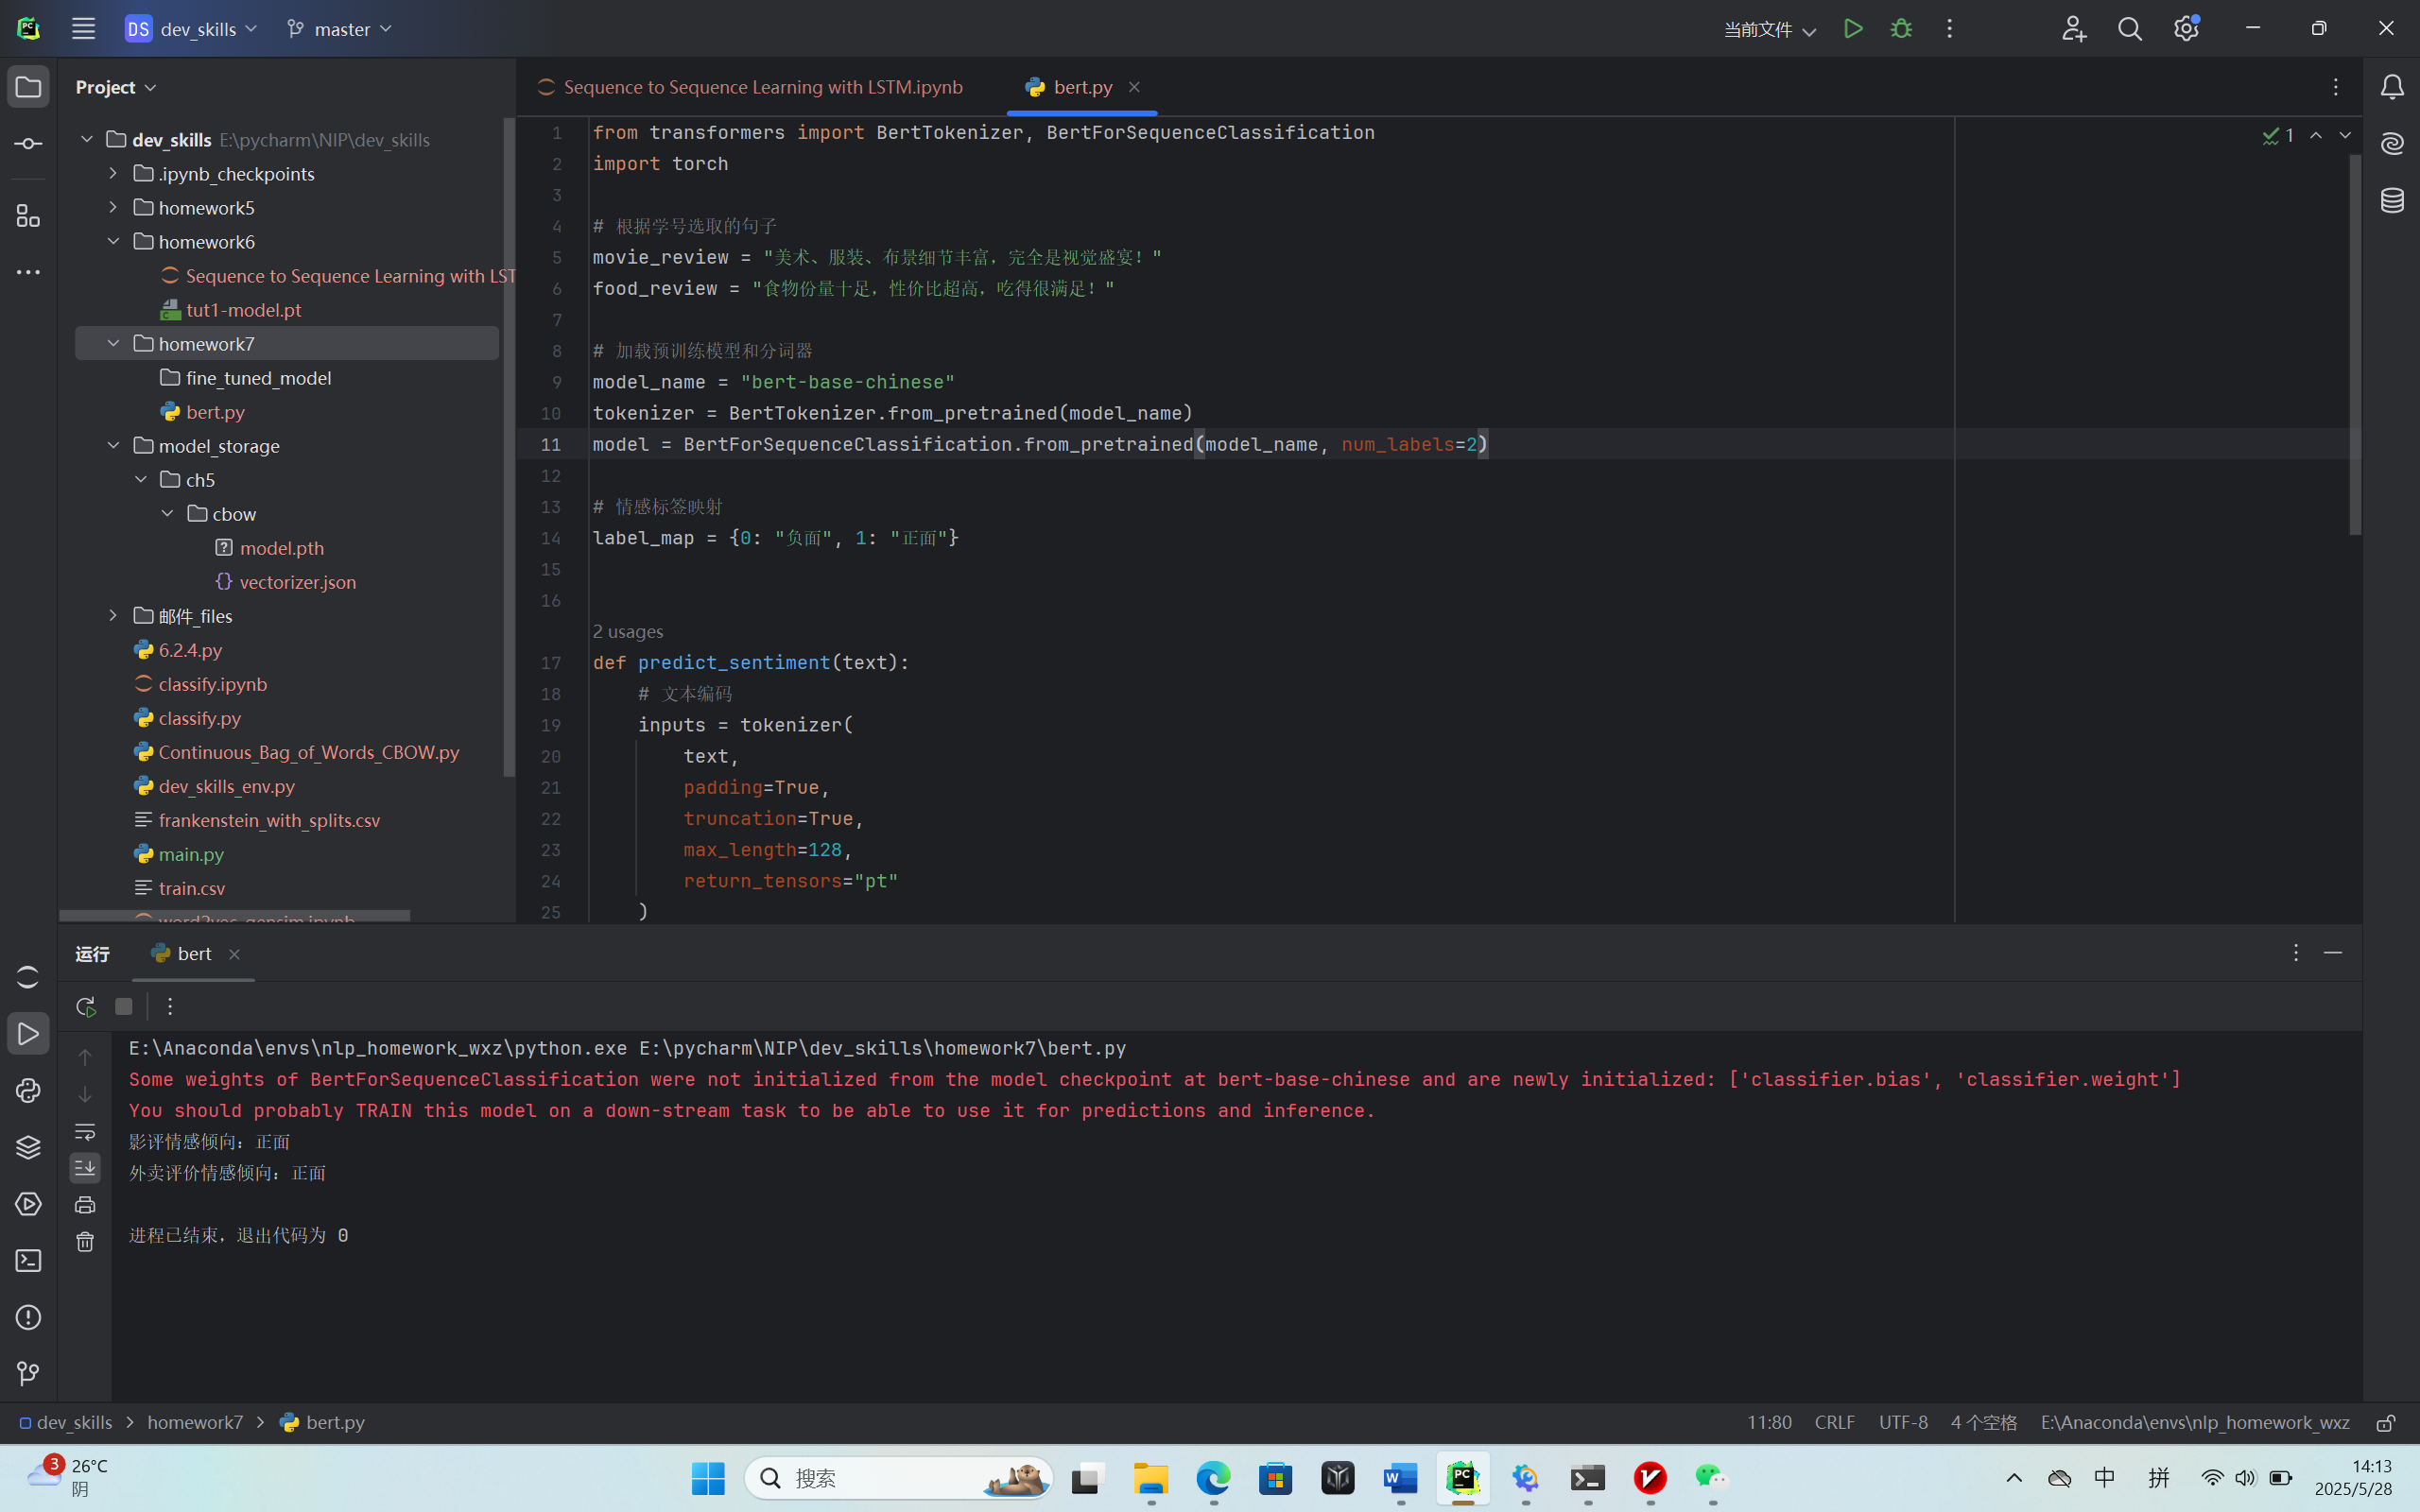 DS dev_skills master 当前文件
Project
dev_skills E:\pycharm\NIP\dev_skills
.ipynb_checkpoints
homework5
homework6
Sequence to Sequence Learning with LST
tut1-model.pt
homework7
fine_tuned_model
bert.py
model_storage
ch5
cbow
model.pth
vectorizer.json
邮件_files
6.2.4.py
classify.ipynb
classify.py
Continuous_Bag_of_Words_CBOW.py
dev_skills_env.py
frankenstein_with_splits.csv
main.py
train.csv
word2vec_gensim.ipynb
Sequence to Sequence Learning with LSTM.ipynb bert.py
1
1 from transformers import BertTokenizer, BertForSequenceClassification
2 import torch
3
4 # 根据学号选取的句子
5 movie_review = "美术、服装、布景细节丰富，完全是视觉盛宴！"
6 food_review = "食物份量十足，性价比超高，吃得很满足！"
7
8 # 加载预训练模型和分词器
9 model_name = "bert-base-chinese"
10 tokenizer = BertTokenizer.from_pretrained(model_name)
11 model = BertForSequenceClassification.from_pretrained(model_name, num_labels=2)
12
13 # 情感标签映射
14 label_map = {0: "负面", 1: "正面"}
15
16
2 usages
17 def predict_sentiment(text):
18 # 文本编码
19 inputs = tokenizer(
20 text,
21 padding=True,
22 truncation=True,
23 max_length=128,
24 return_tensors="pt"
25 )
运行 bert
E:\Anaconda\envs\nlp_homework_wxz\python.exe E:\pycharm\NIP\dev_skills\homework7\bert.py
Some weights of BertForSequenceClassification were not initialized from the model checkpoint at bert-base-chinese and are newly initialized: ['classifier.bias', 'classifier.weight']
You should probably TRAIN this model on a down-stream task to be able to use it for predictions and inference.
影评情感倾向：正面
外卖评价情感倾向：正面
进程已结束，退出代码为 0
dev_skills > homework7 > bert.py 11:80 CRLF UTF-8 4 个空格 E:\Anaconda\envs\nlp_homework_wxz
3 26°C
阴
搜索
中 拼
14:13
2025/5/28